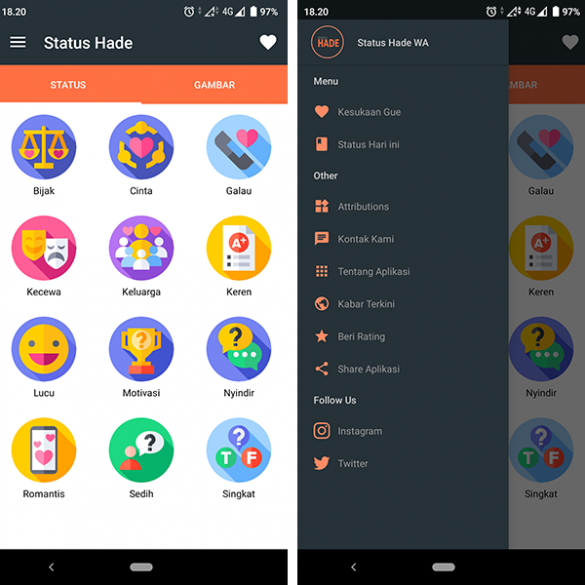 18.20
4G 97%
Status Hade
STATUS GAMBAR
Bijak Cinta Galau
A+
Kecewa Keluarga Keren
?
? 
Lucu Motivasi Nyindir
?
?
T F
Romantis Sedih Singkat
18.20
4G 97%
HADE
Status Hade WA
Menu
MBAR
Kesukaan Gue
Status Hari ini
Galau
Other
Attributions
Kontak Kami
A+
Tentang Aplikasi
Keren
Kabar Terkini
Beri Rating
?
Share Aplikasi
Nyindir
Follow Us
Instagram
?
Twitter
T F
Singkat